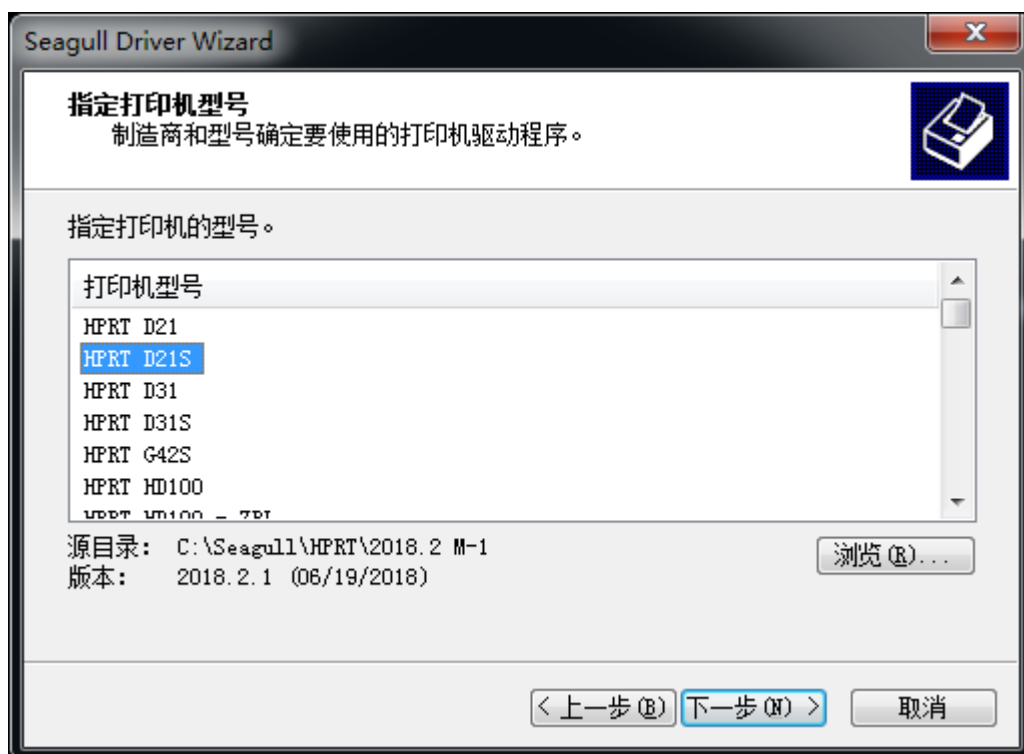 Seagull Driver Wizard
指定打印机型号
制造商和型号确定要使用的打印机驱动程序。
指定打印机的型号。
打印机型号
HPRT D21
HPRT D21S
HPRT D31
HPRT D31S
HPRT G42S
HPRT HD100
HPRT HD100 - ZPL
源目录: C:\Seagull\HPRT\2018.2 M-1
浏览(R)...
版本: 2018.2.1 (06/19/2018)
< 上一步(B)
下一步(N) >
取消